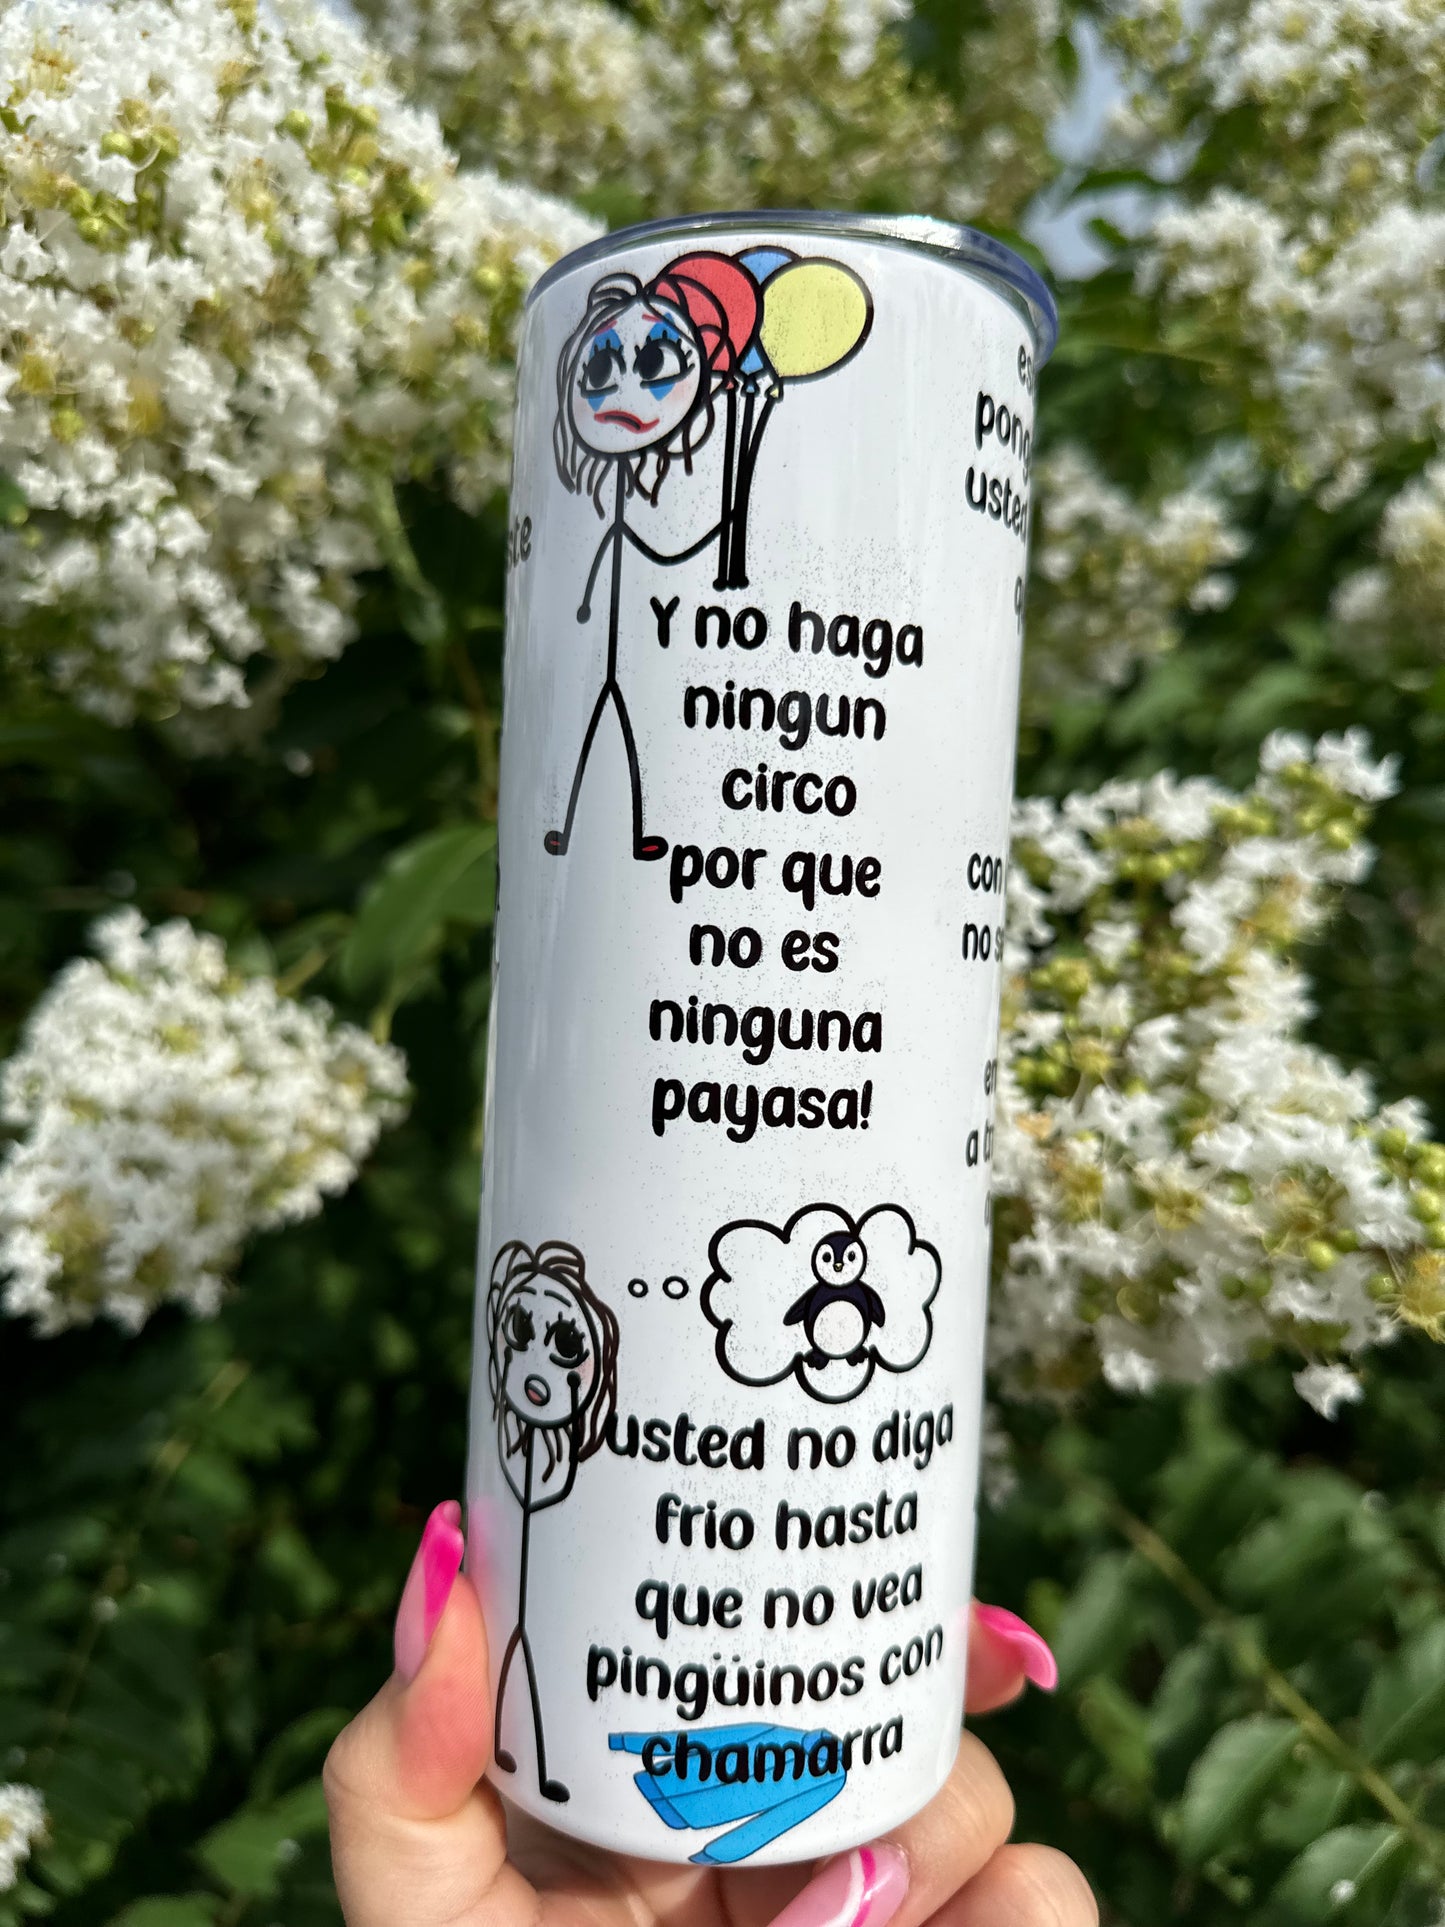 Y no haga
ningun
circo
por que
no es
ninguna
payasa!
usted no diga
frio hasta
que no vea
pingüinos con
chamarra